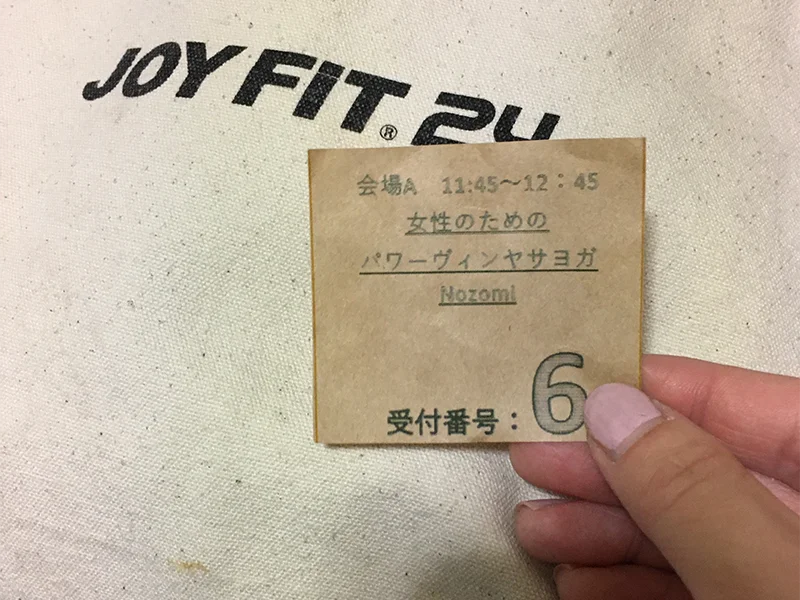 JOY FIT® 24
会場A 11:45～12：45
女性のための
パワーヴィンヤサヨガ
Nozomi
受付番号：6